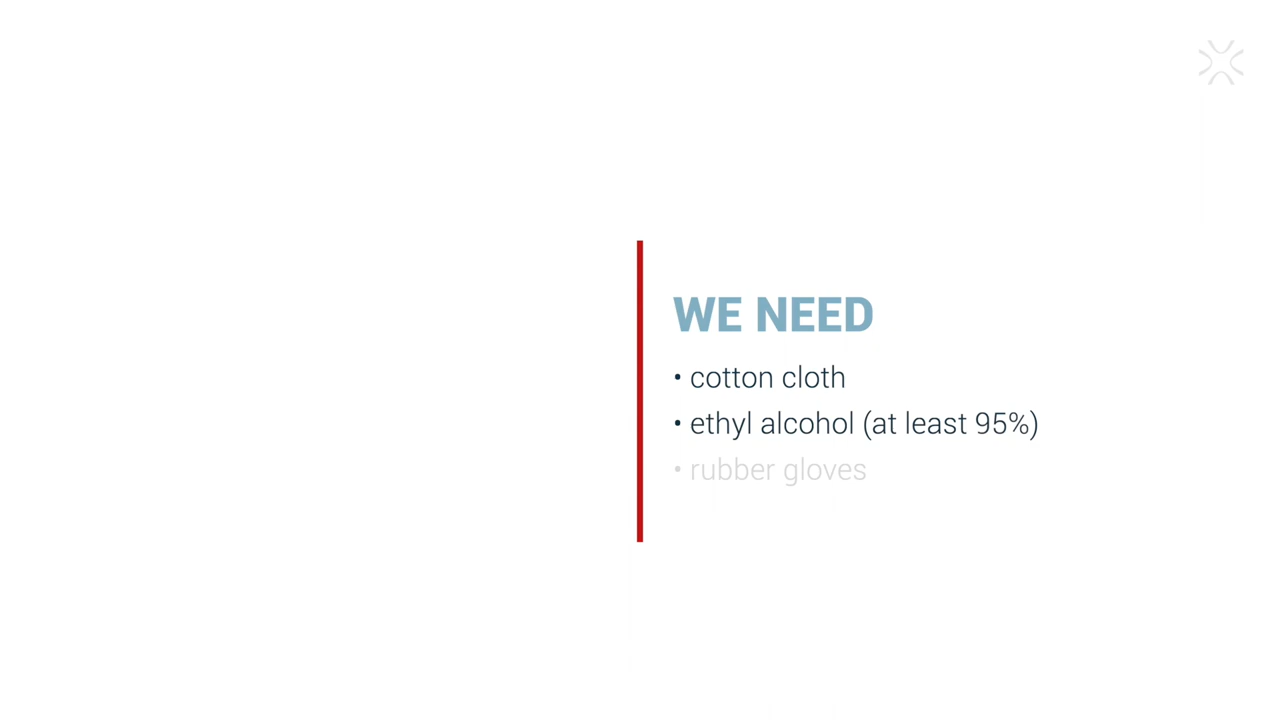 WE NEED
• cotton cloth
• ethyl alcohol (at least 95%)
• rubber gloves